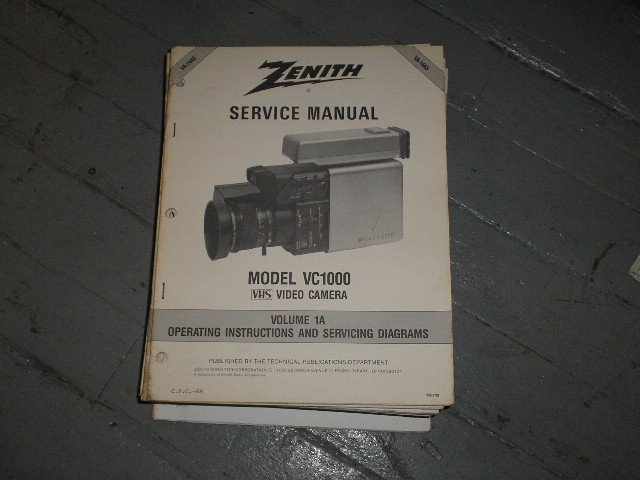 ZENITH
®
SERVICE MANUAL
MODEL VC1000
VHS VIDEO CAMERA
VOLUME 1A
OPERATING INSTRUCTIONS AND SERVICING DIAGRAMS
PUBLISHED BY THE TECHNICAL PUBLICATIONS DEPARTMENT